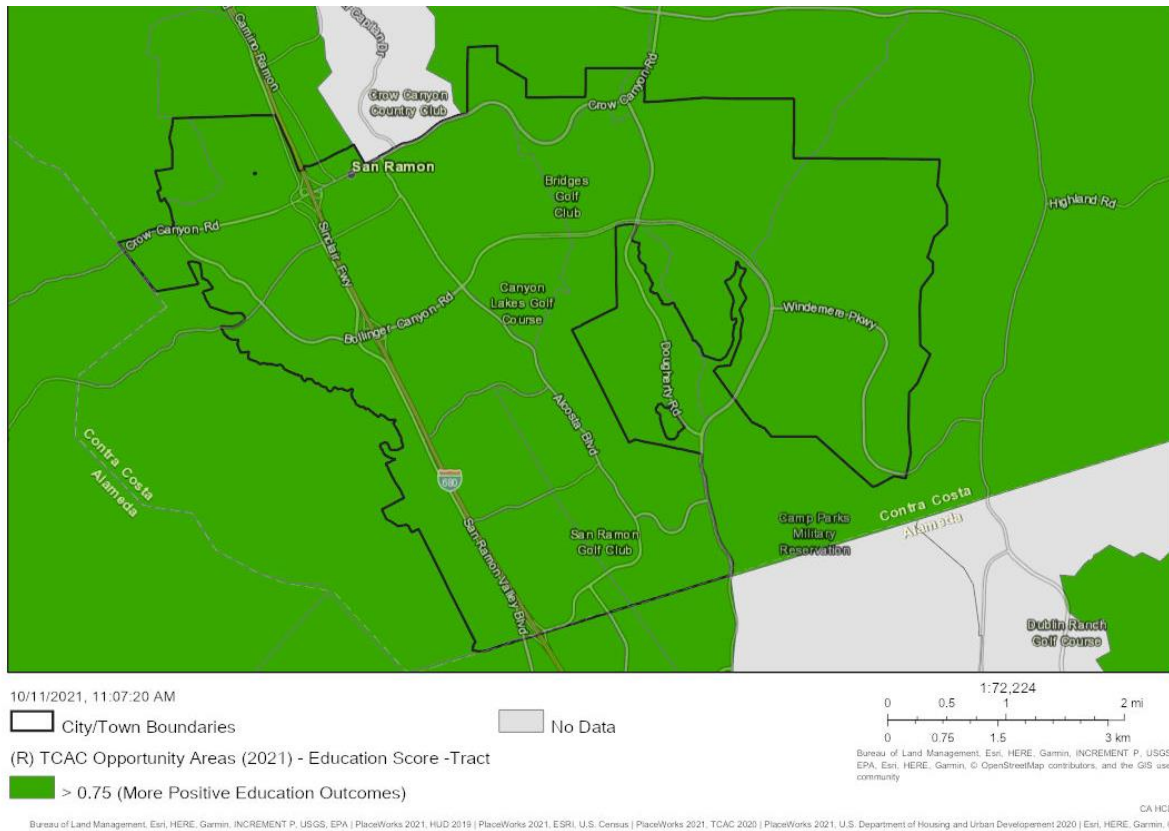 Camino Ramon
Capitan Dr
Crow Canyon
Country Club
Crow Canyon Rd
San Ramon
Bridges
Golf
Club
Highland Rd
Crow Canyon Rd
Sinclair Fwy
Canyon
Lakes Golf
Course
Bollinger Canyon Rd
Windemere Pkwy
Dougherty Rd
Alcosta Blvd
Contra Costa
Alameda
680
Contra Costa
Alameda
Camp Parks
Military
Reservation
San Ramon
Golf Club
San Ramon Valley Blvd
Dublin Ranch
Golf Course
10/11/2021, 11:07:20 AM
City/Town Boundaries
No Data
(R) TCAC Opportunity Areas (2021) - Education Score -Tract
> 0.75 (More Positive Education Outcomes)
1:72,224
0 0.5 1 2 mi
0 0.75 1.5 3 km
Bureau of Land Management, Esri, HERE, Garmin, INCREMENT P, USGS,
EPA, Esri, HERE, Garmin, © OpenStreetMap contributors, and the GIS use
community
CA HC
Bureau of Land Management, Esri, HERE, Garmin, INCREMENT P, USGS, EPA | PlaceWorks 2021, HUD 2019 | PlaceWorks 2021, ESRI, U.S. Census | PlaceWorks 2021, TCAC 2020 | PlaceWorks 2021, U.S. Department of Housing and Urban Developement 2020 | Esri, HERE, Garmin,